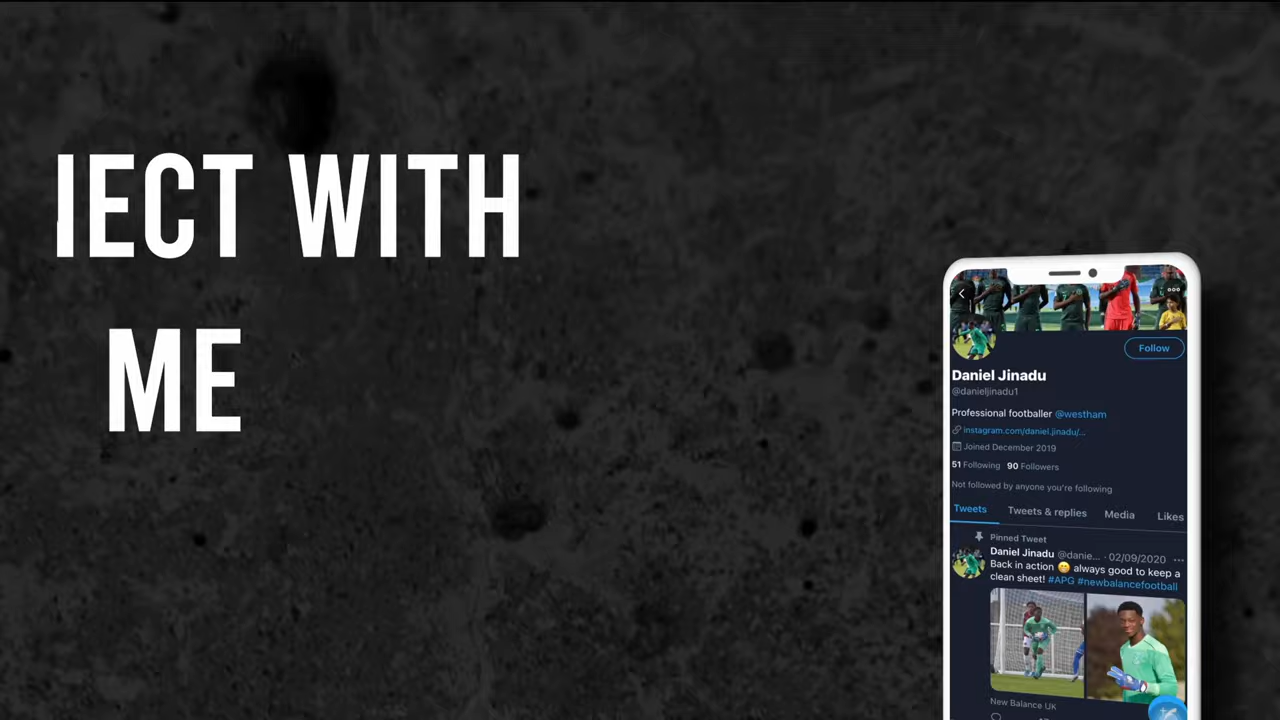 IECT WITH
ME
Follow
Daniel Jinadu
@danieljinadu1
Professional footballer @westham
instagram.com/daniel.jinadu/...
Joined December 2019
51 Following 90 Followers
Not followed by anyone you're following
Tweets Tweets & replies Media Likes
Pinned Tweet
Daniel Jinadu @danie... · 02/09/2020
Back in action 😁 always good to keep a
clean sheet! #APG #newbalancefootball
New Balance UK